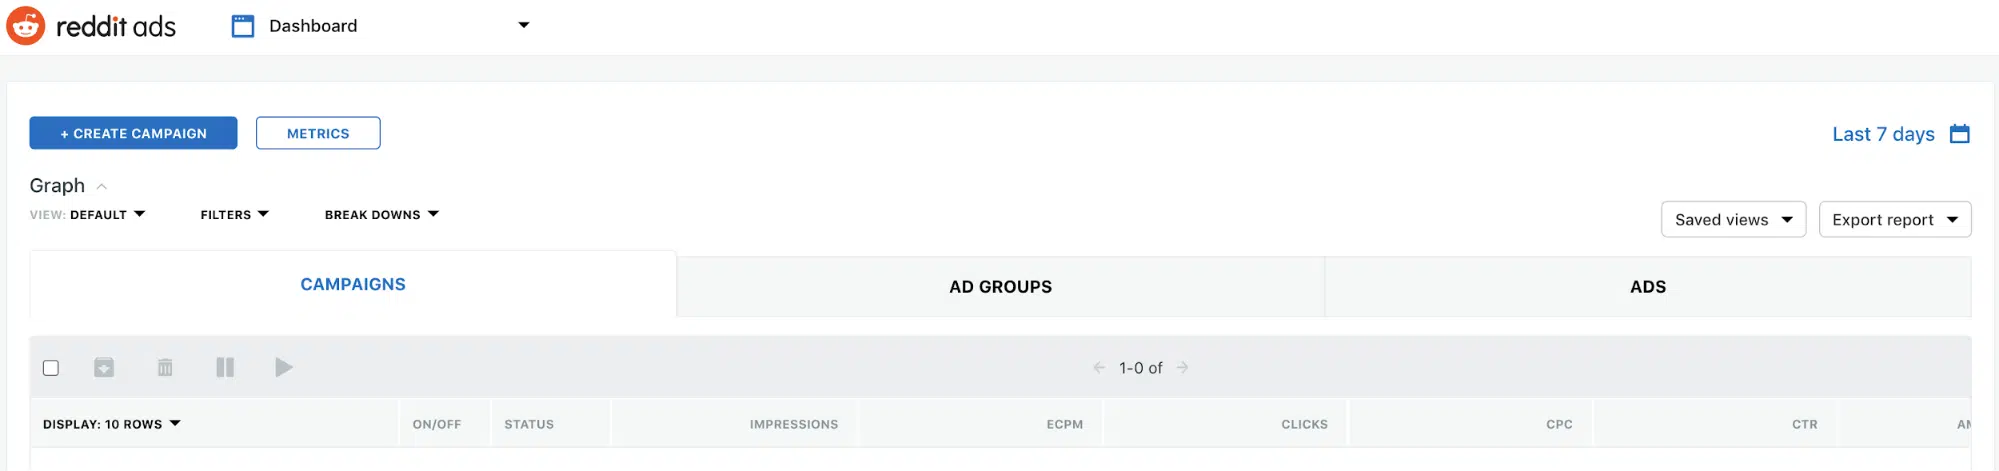 reddit ads Dashboard
+ CREATE CAMPAIGN METRICS Last 7 days
Graph
VIEW: DEFAULT FILTERS BREAK DOWNS Saved views Export report
CAMPAIGNS AD GROUPS ADS
1-0 of
DISPLAY: 10 ROWS ON/OFF STATUS IMPRESSIONS ECPM CLICKS CPC CTR